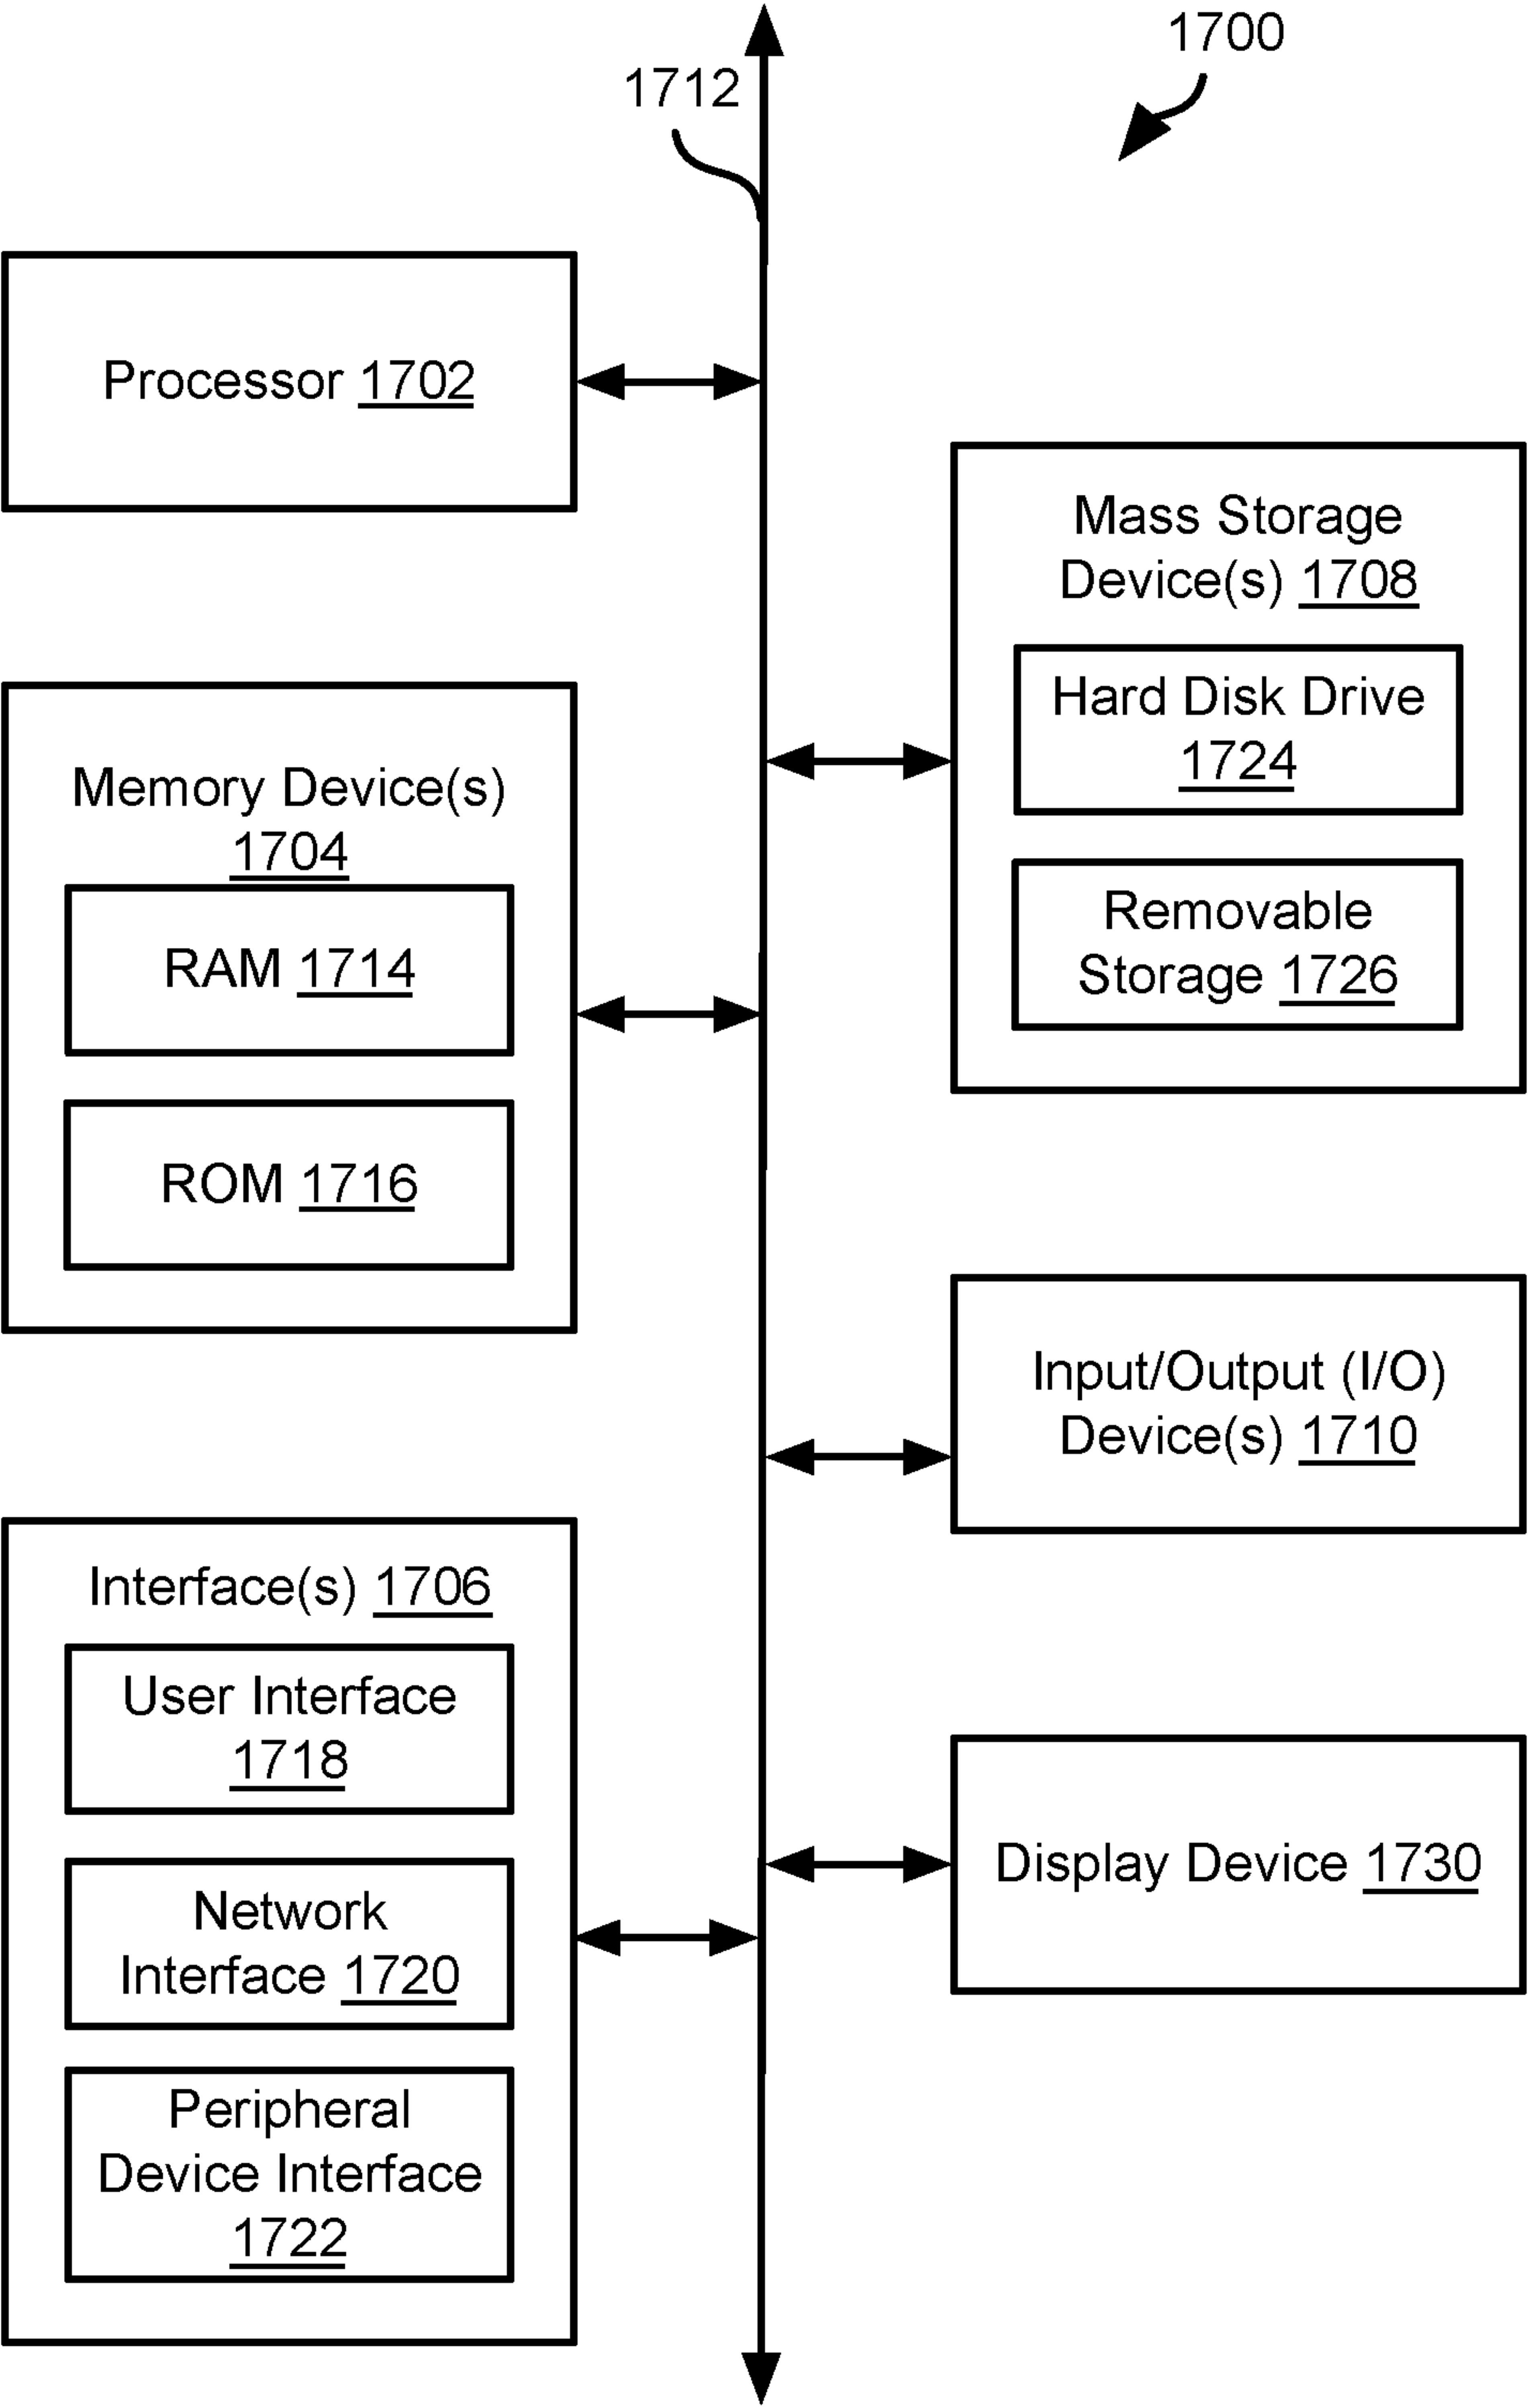 1700
1712
Processor 1702
Mass Storage
Device(s) 1708
Hard Disk Drive
1724
Removable
Storage 1726
Memory Device(s)
1704
RAM 1714
ROM 1716
Input/Output (I/O)
Device(s) 1710
Interface(s) 1706
User Interface
1718
Network
Interface 1720
Peripheral
Device Interface
1722
Display Device 1730